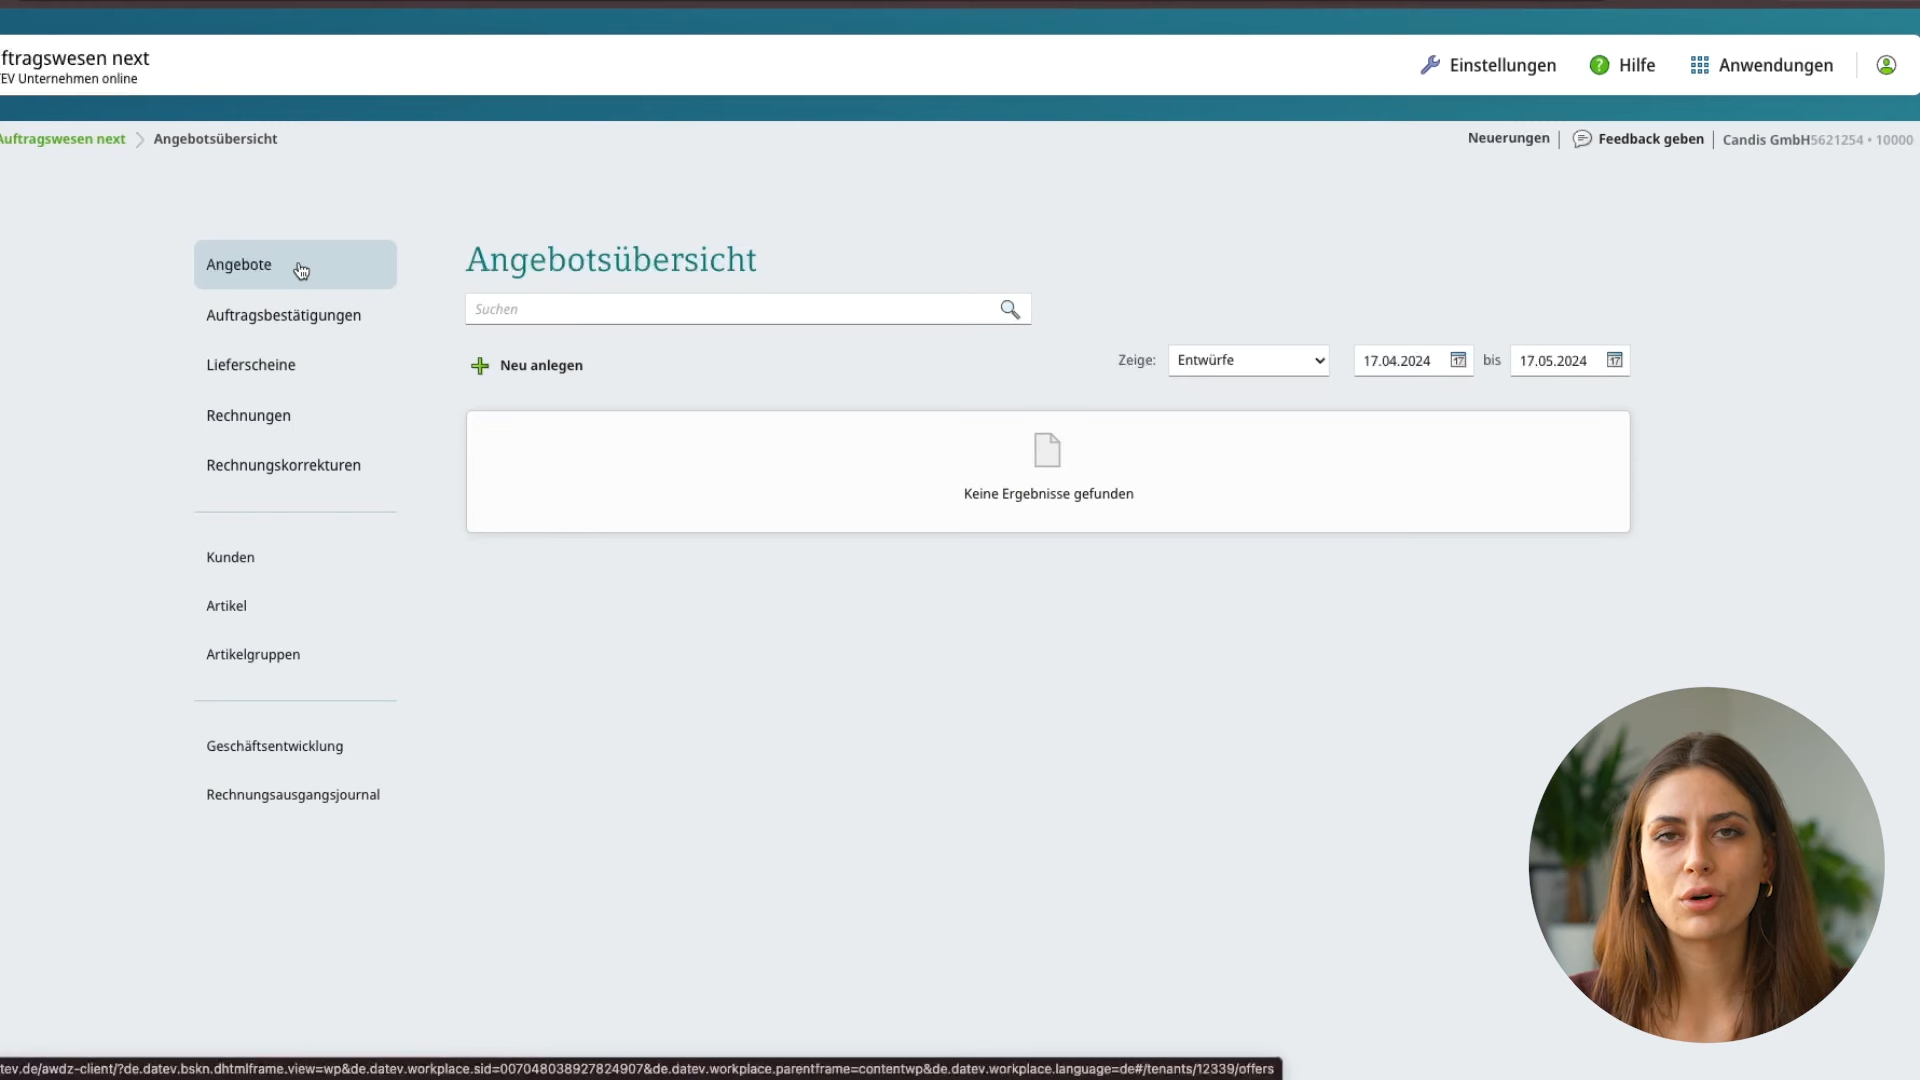 ftragswesen next
EV Unternehmen online
Einstellungen
Hilfe
Anwendungen
Auftragswesen next
Angebotsübersicht
Neuerungen
Feedback geben
Candis GmbH5621254 • 10000
Angebote
Auftragsbestätigungen
Lieferscheine
Rechnungen
Rechnungskorrekturen
Kunden
Artikel
Artikelgruppen
Geschäftsentwicklung
Rechnungsausgangsjournal
Angebotsübersicht
Suchen
Neu anlegen
Zeige: Entwürfe 17.04.2024 bis 17.05.2024
Keine Ergebnisse gefunden
tev.de/awdz-client/?de.datev.bskn.dhtmlframe.view=wp&de.datev.workplace.sid=007048038927824907&de.datev.workplace.parentframe=contentwp&de.datev.workplace.language=de#/tenants/12339/offers